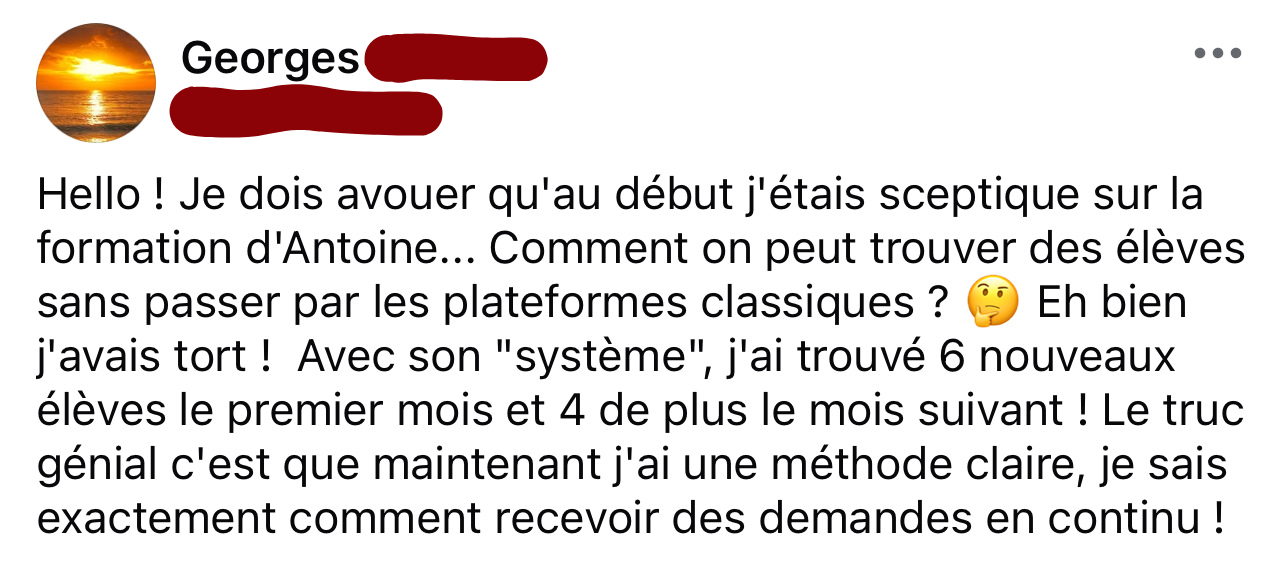 Georges
Hello ! Je dois avouer qu'au début j'étais sceptique sur la
formation d'Antoine... Comment on peut trouver des élèves
sans passer par les plateformes classiques ? 🤔 Eh bien
j'avais tort !  Avec son "système", j'ai trouvé 6 nouveaux
élèves le premier mois et 4 de plus le mois suivant ! Le truc
génial c'est que maintenant j'ai une méthode claire, je sais
exactement comment recevoir des demandes en continu !